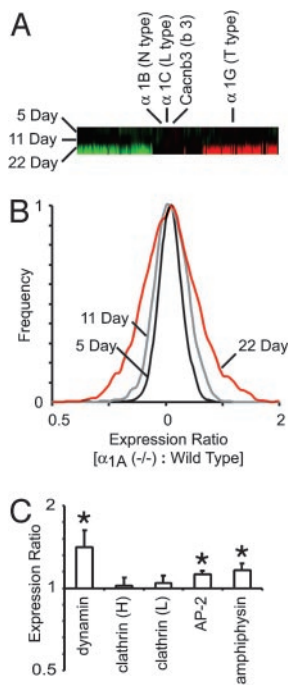 A
α 1B (N type)
α 1C (L type)
Cacnb3 (b 3)
α 1G (T type)
5 Day
11 Day
22 Day
B
1
Frequency
11 Day
5 Day
22 Day
0
0.5
0
2
Expression Ratio
[α1A (-/-) : Wild Type]
C
2
Expression Ratio
1
0.5
*
*
*
dynamin
clathrin (H)
clathrin (L)
AP-2
amphiphysin